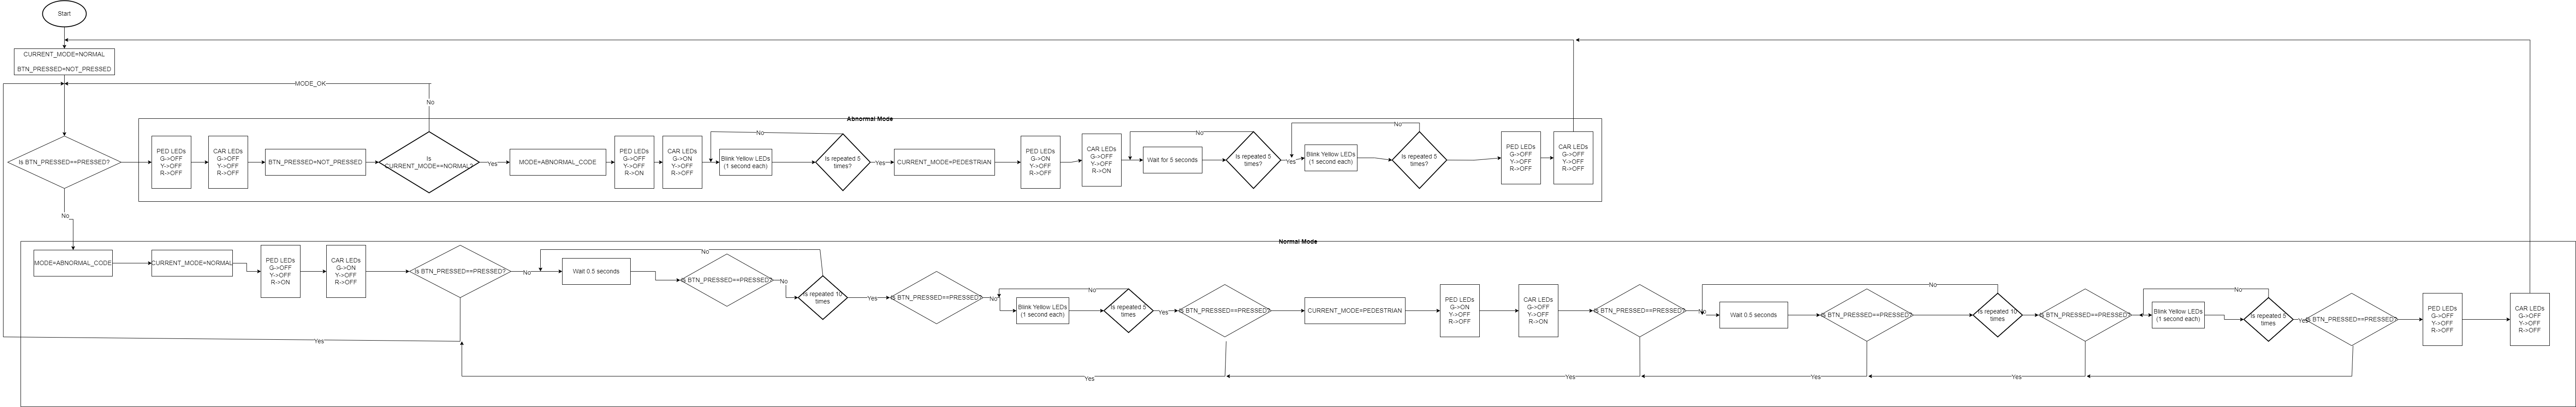 Start
CURRENT_MODE=NORMAL
BTN_PRESSED=NOT_PRESSED
MODE_OK
No
Abnormal Mode
Is BTN_PRESSED==PRESSED?
PED LEDs
G->OFF
Y->OFF
R->OFF
CAR LEDs
G->OFF
Y->OFF
R->OFF
BTN_PRESSED=NOT_PRESSED
Is
CURRENT_MODE==NORMAL?
Yes
MODE=ABNORMAL_CODE
PED LEDs
G->OFF
Y->OFF
R->ON
CAR LEDs
G->ON
Y->OFF
R->OFF
No
Blink Yellow LEDs
(1 second each)
Is repeated 5
times?
Yes
CURRENT_MODE=PEDESTRIAN
PED LEDs
G->ON
Y->OFF
R->OFF
CAR LEDs
G->OFF
Y->OFF
R->ON
No
Wait for 5 seconds
Is repeated 5
times?
Yes
No
Blink Yellow LEDs
(1 second each)
Is repeated 5
times?
PED LEDs
G->OFF
Y->OFF
R->OFF
CAR LEDs
G->OFF
Y->OFF
R->OFF
No
Normal Mode
MODE=ABNORMAL_CODE
CURRENT_MODE=NORMAL
PED LEDs
G->OFF
Y->OFF
R->ON
CAR LEDs
G->ON
Y->OFF
R->OFF
Is BTN_PRESSED==PRESSED?
No
No
Wait 0.5 seconds
Is BTN_PRESSED==PRESSED?
No
Is repeated 10
times
Yes
Is BTN_PRESSED==PRESSED?
No
No
Blink Yellow LEDs
(1 second each)
Is repeated 5
times
Yes
Is BTN_PRESSED==PRESSED?
CURRENT_MODE=PEDESTRIAN
PED LEDs
G->ON
Y->OFF
R->OFF
CAR LEDs
G->OFF
Y->OFF
R->ON
Is BTN_PRESSED==PRESSED?
No
No
Wait 0.5 seconds
Is BTN_PRESSED==PRESSED?
Is repeated 10
times
Is BTN_PRESSED==PRESSED?
No
Blink Yellow LEDs
(1 second each)
Is repeated 5
times
Yes
Is BTN_PRESSED==PRESSED?
PED LEDs
G->OFF
Y->OFF
R->OFF
CAR LEDs
G->OFF
Y->OFF
R->OFF
Yes
Yes
Yes
Yes
Yes